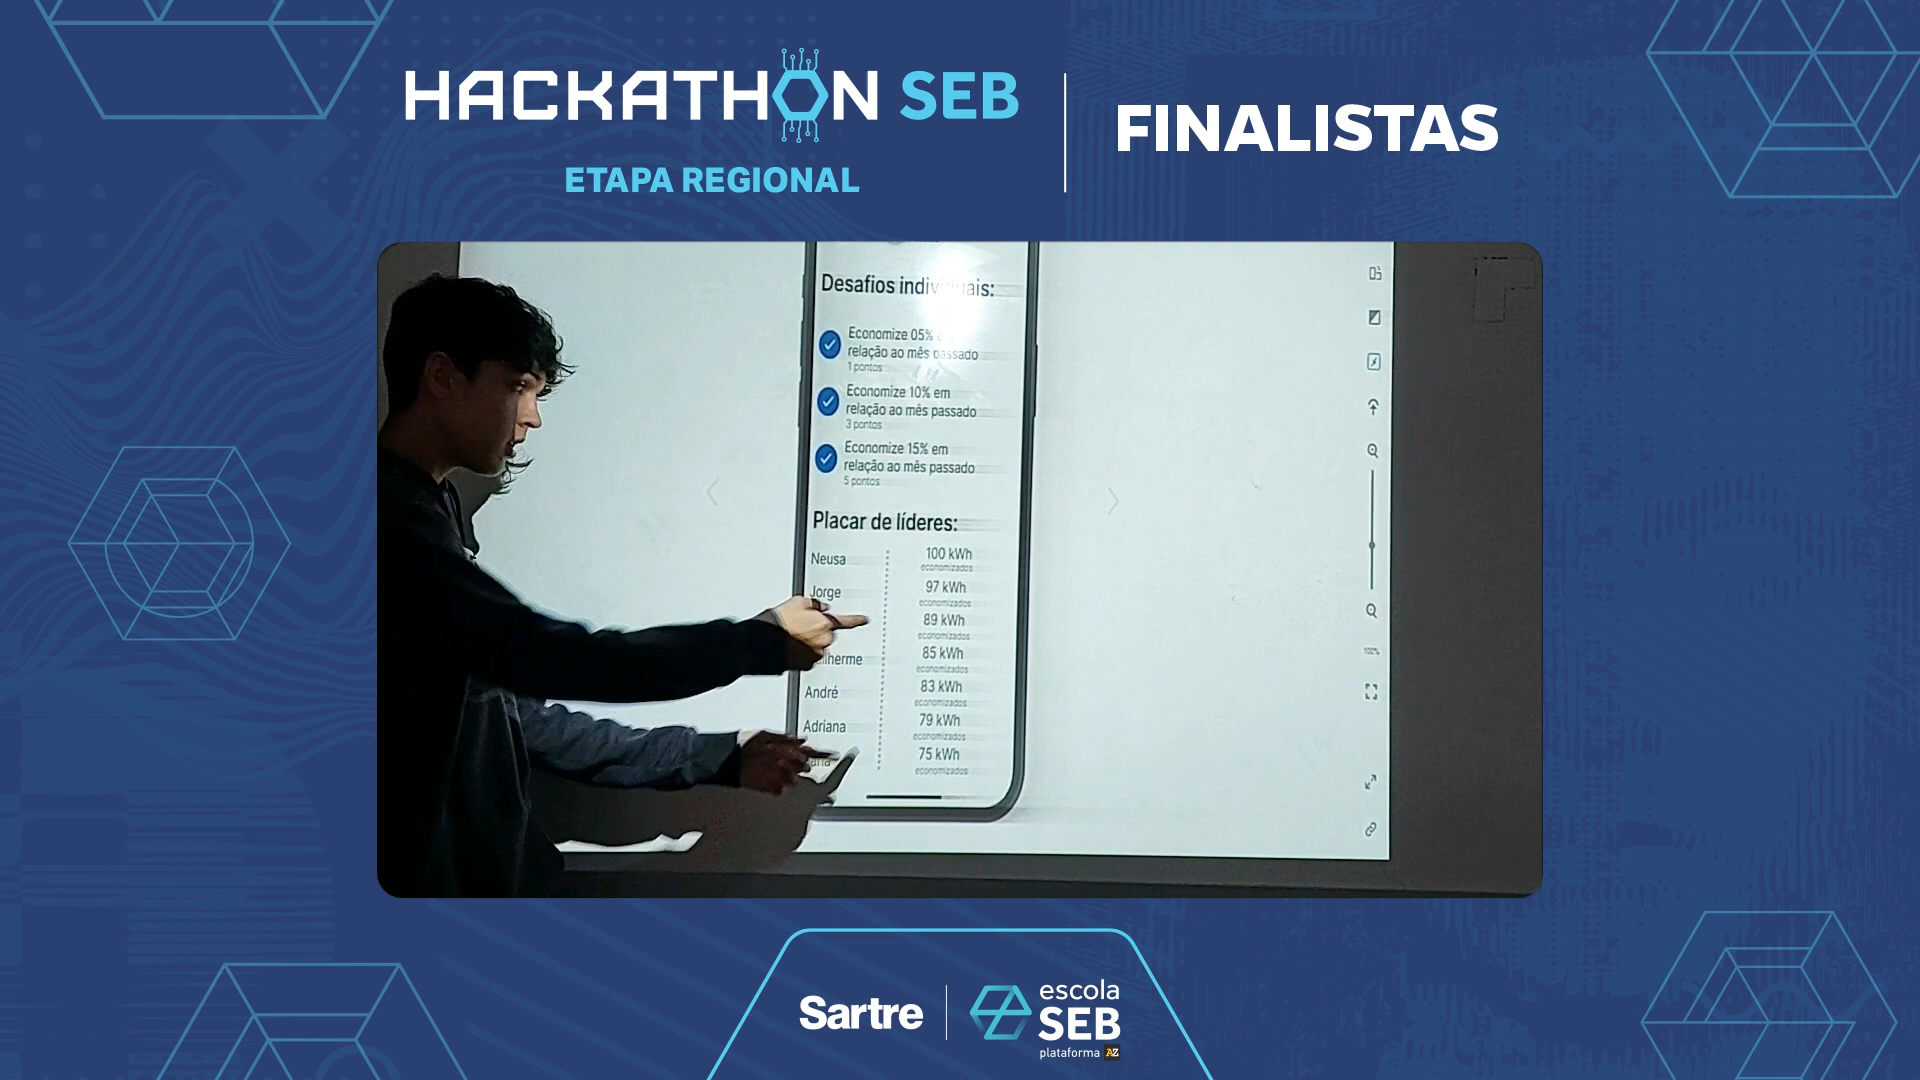 HACKATHON SEB
ETAPA REGIONAL
FINALISTAS
Desafios individuais:
Economize 05%
relação ao mês passado
1 pontos
Economize 10% em
relação ao mês passado
3 pontos
Economize 15% em
relação ao mês passado
5 pontos
Placar de líderes:
Neusa 100 kWh
economizados
Jorge 97 kWh
economizados
89 kWh
economizados
85 kWh
economizados
André 83 kWh
economizados
Adriana 79 kWh
economizados
75 kWh
economizados
100%
Sartre
escola
SEB
plataforma AZ